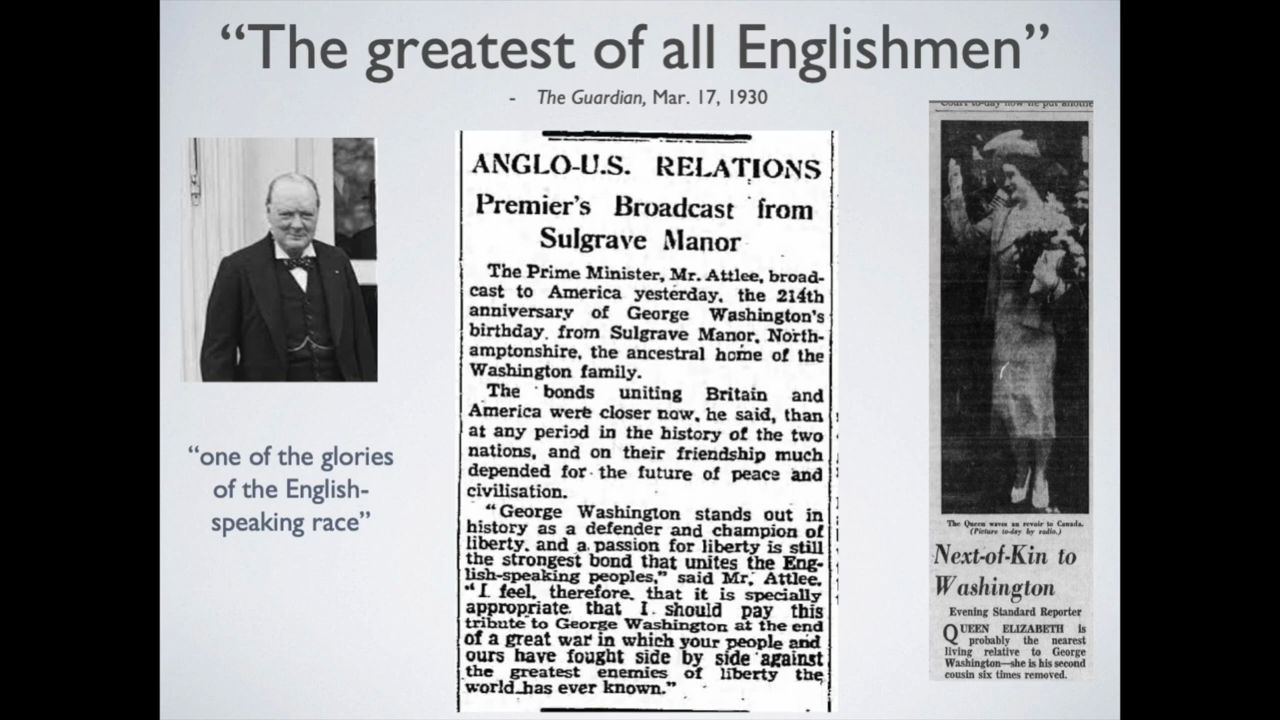 “The greatest of all Englishmen”
- The Guardian, Mar. 17, 1930
“one of the glories
of the English-
speaking race”
ANGLO-U.S. RELATIONS
Premier's Broadcast from
Sulgrave Manor
The Prime Minister, Mr. Attlee, broad-
cast to America yesterday, the 214th
anniversary of George Washington's
birthday, from Sulgrave Manor, North-
amptonshire, the ancestral home of the
Washington family.
The bonds uniting Britain and
America were closer now, he said, than
at any period in the history of the two
nations, and on their friendship much
depended for the future of peace and
civilisation.
“George Washington stands out in
history as a defender and champion of
liberty, and a passion for liberty is still
the strongest bond that unites the Eng-
lish-speaking peoples,” said Mr. Attlee.
“I feel, therefore, that it is specially
appropriate that I should pay this
tribute to George Washington at the end
of a great war in which your people and
ours have fought side by side against
the greatest enemies of liberty the
world has ever known.”
Court to-day now he put another
The Queen waves au revoir to Canada.
(Picture to-day by radio.)
Next-of-Kin to
Washington
Evening Standard Reporter
QUEEN ELIZABETH is
probably the nearest
living relative to George
Washington—she is his second
cousin six times removed.